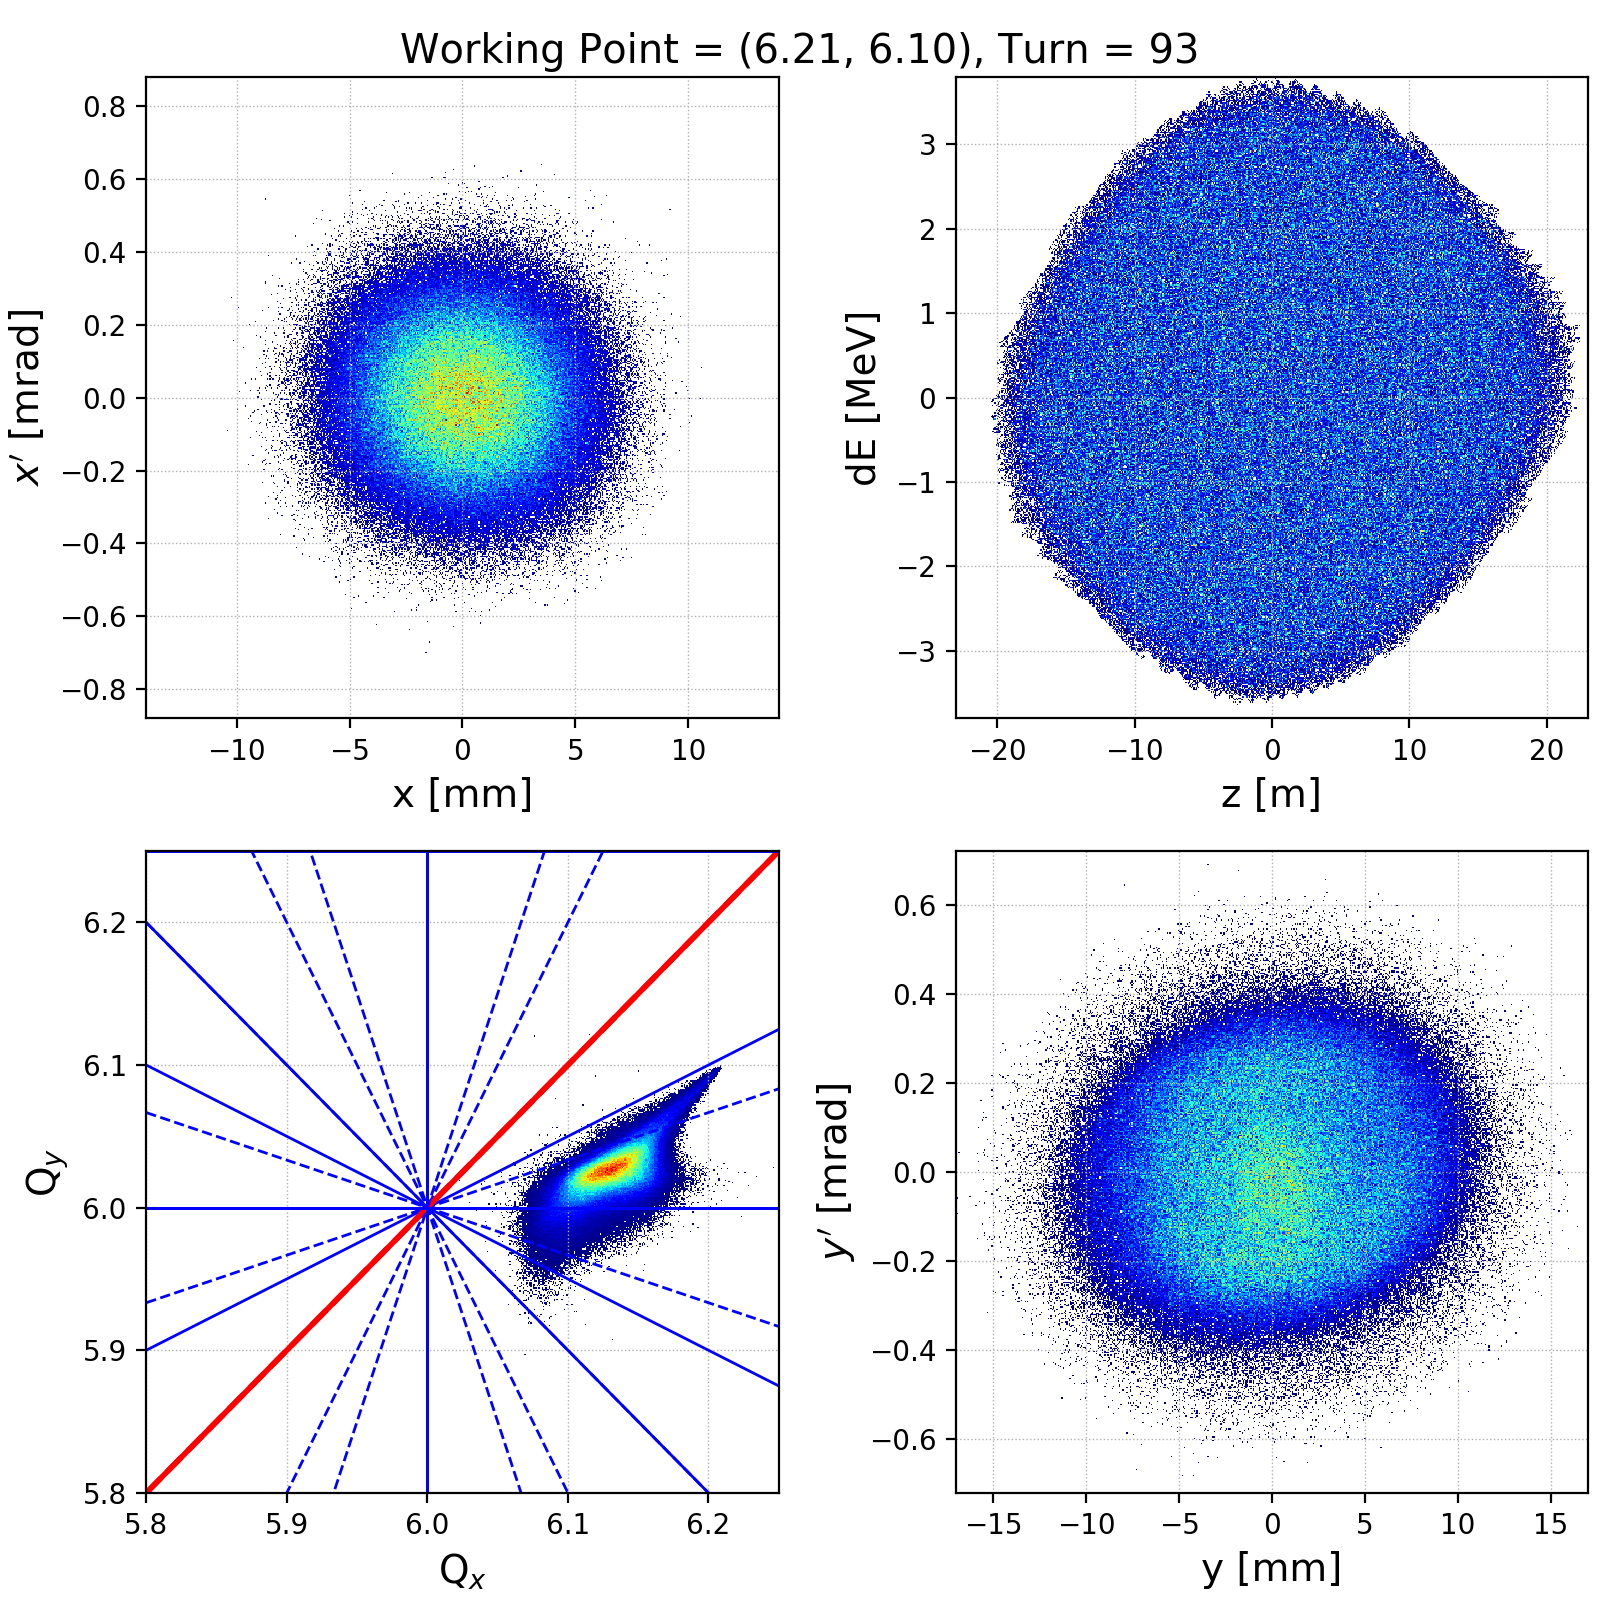 Working Point = (6.21, 6.10), Turn = 93
0.8
0.6
0.4
0.2
0.0
−0.2
−0.4
−0.6
−0.8
x′ [mrad]
−10 −5 0 5 10
x [mm]
3
2
1
0
−1
−2
−3
dE [MeV]
−20 −10 0 10 20
z [m]
6.2
6.1
6.0
5.9
5.8
Qy
5.8 5.9 6.0 6.1 6.2
Qx
0.6
0.4
0.2
0.0
−0.2
−0.4
−0.6
y′ [mrad]
−15 −10 −5 0 5 10 15
y [mm]